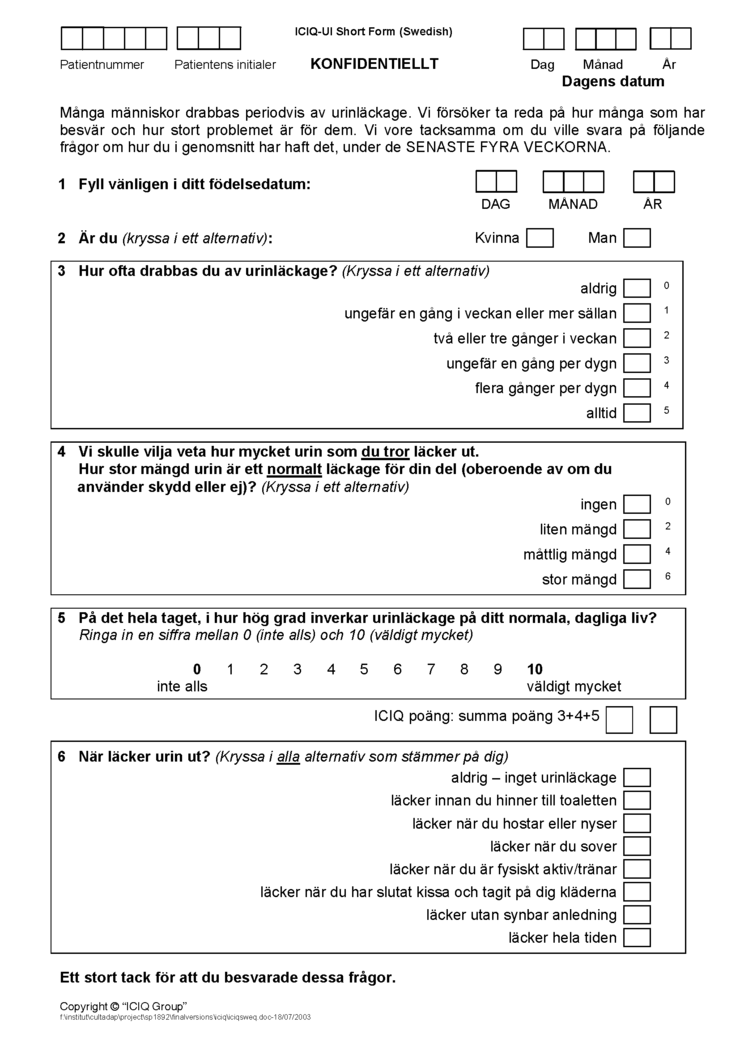 ICIQ-UI Short Form (Swedish)
Patientnummer Patientens initialer KONFIDENTIELLT Dag Månad År
Dagens datum
Många människor drabbas periodvis av urinläckage. Vi försöker ta reda på hur många som har
besvär och hur stort problemet är för dem. Vi vore tacksamma om du ville svara på följande
frågor om hur du i genomsnitt har haft det, under de SENASTE FYRA VECKORNA.
1 Fyll vänligen i ditt födelsedatum:
DAG MÅNAD ÅR
2 Är du (kryssa i ett alternativ): Kvinna Man
3 Hur ofta drabbas du av urinläckage? (Kryssa i ett alternativ)
aldrig 0
ungefär en gång i veckan eller mer sällan 1
två eller tre gånger i veckan 2
ungefär en gång per dygn 3
flera gånger per dygn 4
alltid 5
4 Vi skulle vilja veta hur mycket urin som du tror läcker ut.
Hur stor mängd urin är ett normalt läckage för din del (oberoende av om du
använder skydd eller ej)? (Kryssa i ett alternativ)
ingen 0
liten mängd 2
måttlig mängd 4
stor mängd 6
5 På det hela taget, i hur hög grad inverkar urinläckage på ditt normala, dagliga liv?
Ringa in en siffra mellan 0 (inte alls) och 10 (väldigt mycket)
0 1 2 3 4 5 6 7 8 9 10
inte alls väldigt mycket
ICIQ poäng: summa poäng 3+4+5
6 När läcker urin ut? (Kryssa i alla alternativ som stämmer på dig)
aldrig – inget urinläckage
läcker innan du hinner till toaletten
läcker när du hostar eller nyser
läcker när du sover
läcker när du är fysiskt aktiv/tränar
läcker när du har slutat kissa och tagit på dig kläderna
läcker utan synbar anledning
läcker hela tiden
Ett stort tack för att du besvarade dessa frågor.
Copyright © “ICIQ Group”
f:\institut\cultadap\project\sp1892\finalversions\iciq\iciqsweq.doc-18/07/2003